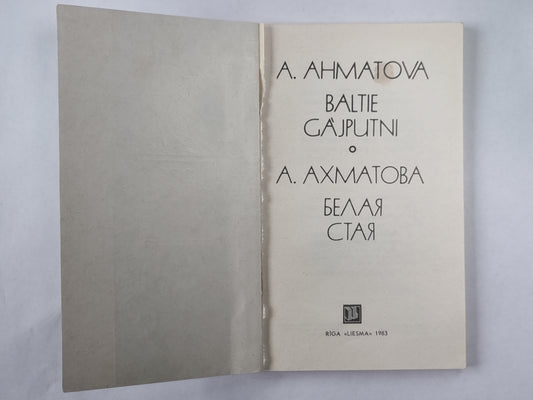 A. AHMATOVA
BALTIE
GĀJPUTNI
А. АХМАТОВА
БЕЛАЯ
СТАЯ
RĪGA «LIESMA» 1983